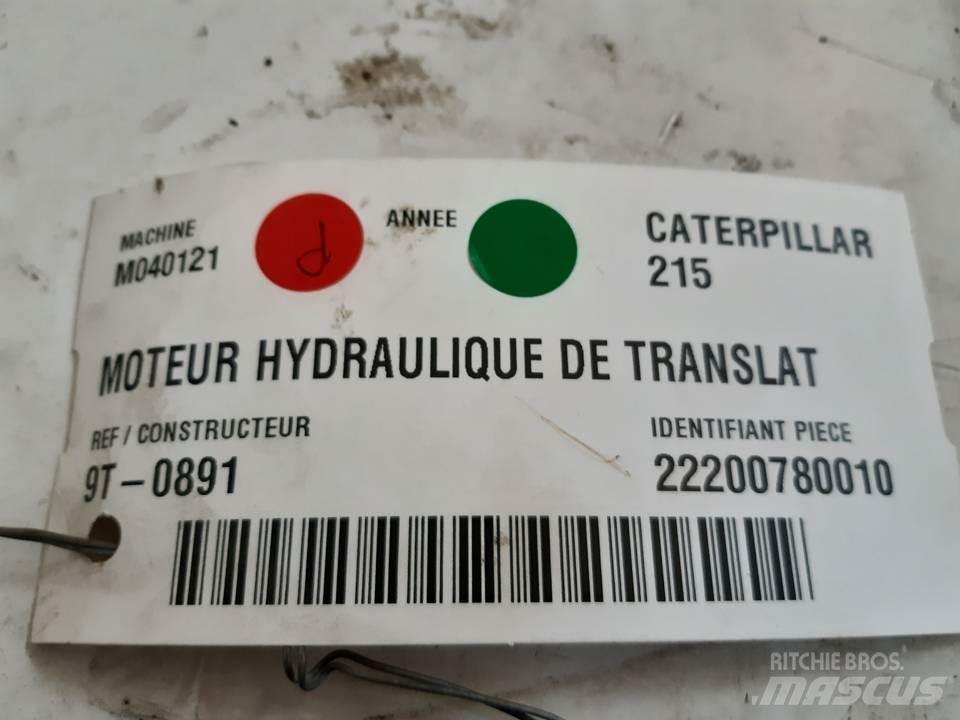 MACHINE
M040121
ANNEE
CATERPILLAR
215
MOTEUR HYDRAULIQUE DE TRANSLAT
REF / CONSTRUCTEUR
9T-0891
IDENTIFIANT PIECE
22200780010
RITCHIE BROS.
MASCUS